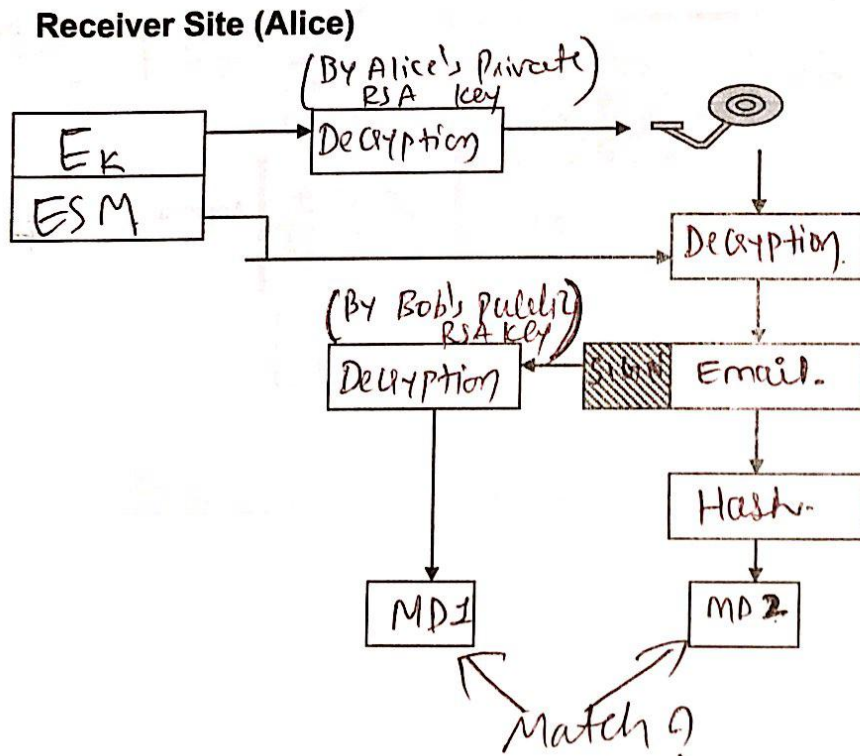 Receiver Site (Alice)
(By Alice's Private)
RSA Key
Decryption
EK
ESM
Decryption.
(By Bob's public)
RSA Key
Decryption
Sign
Email.
Hash.
MD1
MD2
Match?